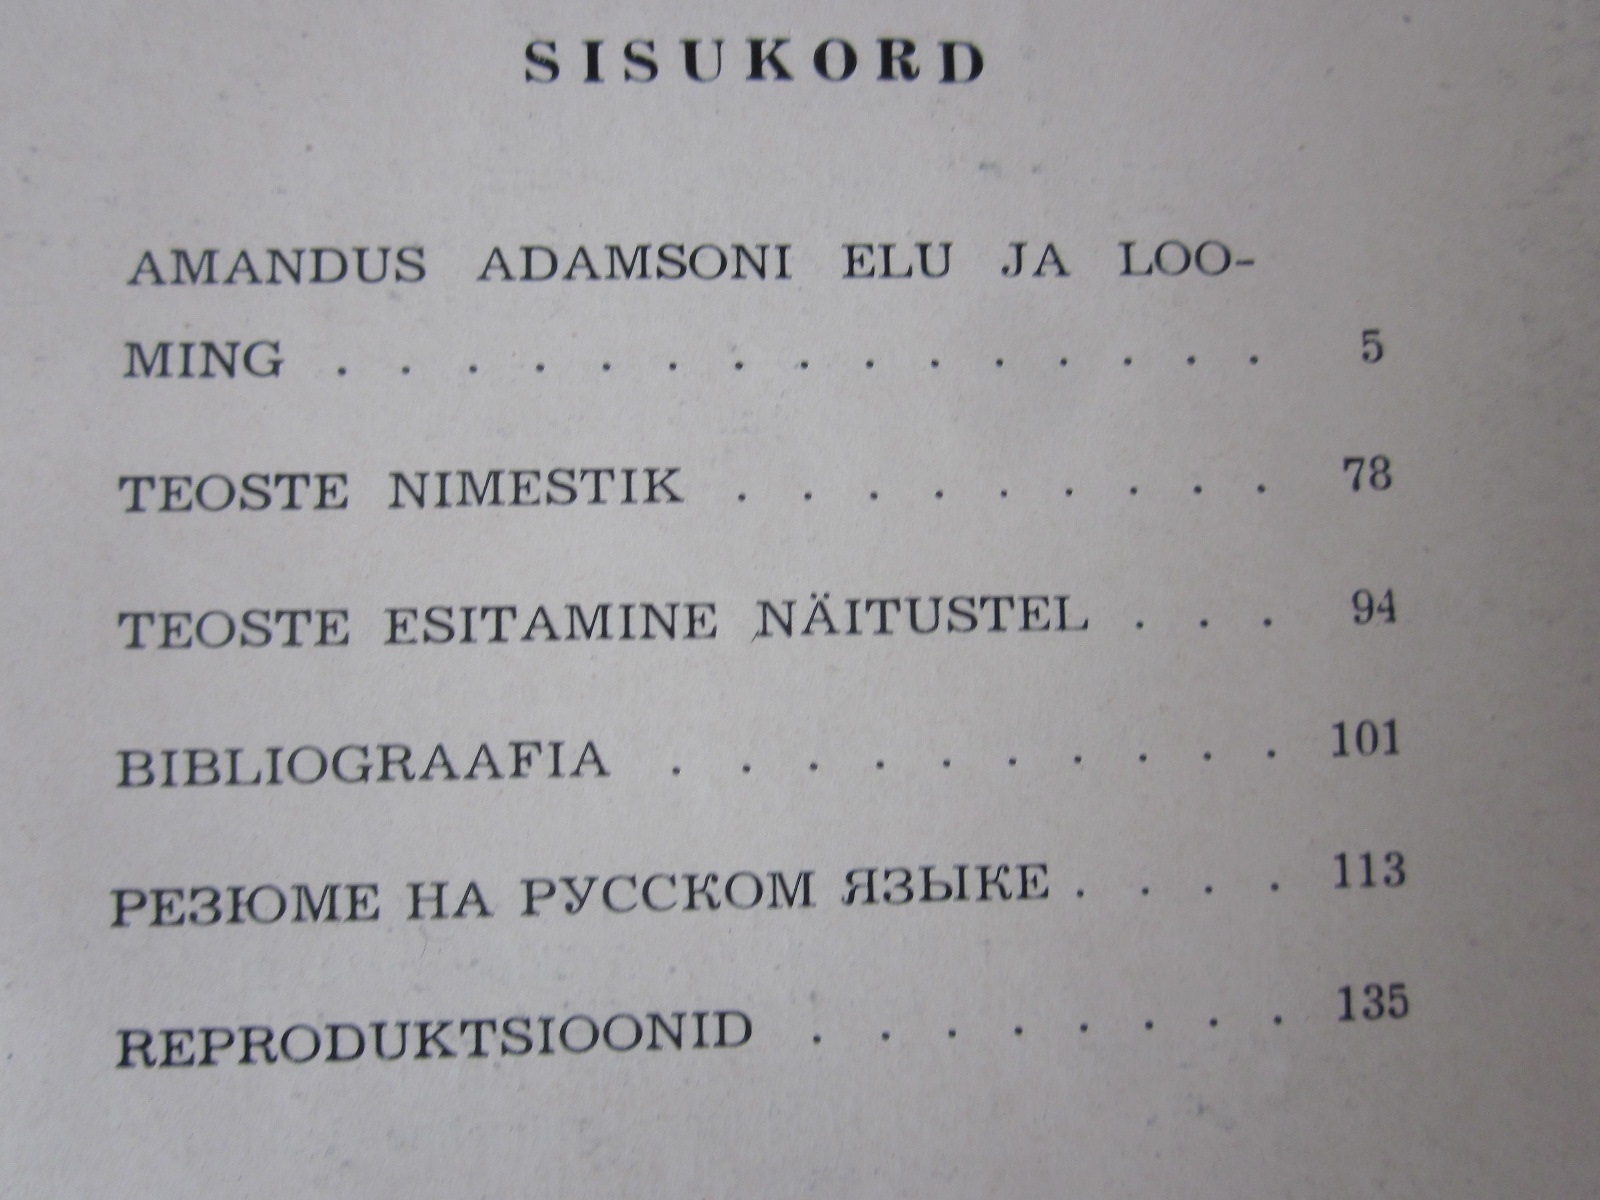 SISUKORD
AMANDUS ADAMSONI ELU JA LOO-
MING . . . . . . . . . . . . . . . 5
TEOSTE NIMESTIK . . . . . . . . . 78
TEOSTE ESITAMINE NÄITUSTEL . . . 94
BIBLIOGRAAFIA . . . . . . . . . . 101
РЕЗЮМЕ НА РУССКОМ ЯЗЫКЕ . . . . 113
REPRODUKTSIOONID . . . . . . . . 135